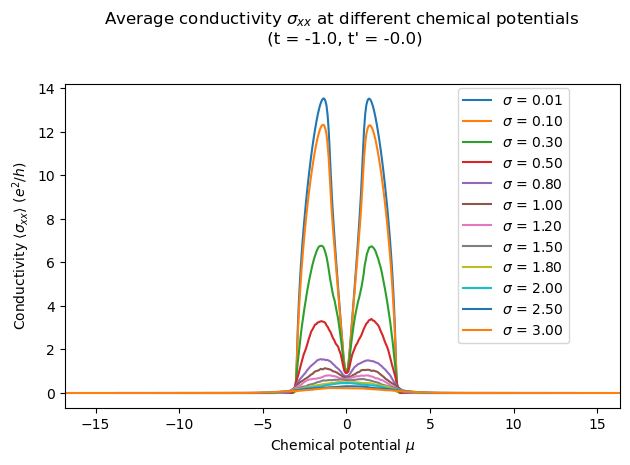 Average conductivity σxx at different chemical potentials
(t = -1.0, t' = -0.0)
14
12
10
8
6
4
2
0
Conductivity ⟨σxx⟩ (e²/h)
σ = 0.01
σ = 0.10
σ = 0.30
σ = 0.50
σ = 0.80
σ = 1.00
σ = 1.20
σ = 1.50
σ = 1.80
σ = 2.00
σ = 2.50
σ = 3.00
−15 −10 −5 0 5 10 15
Chemical potential μ